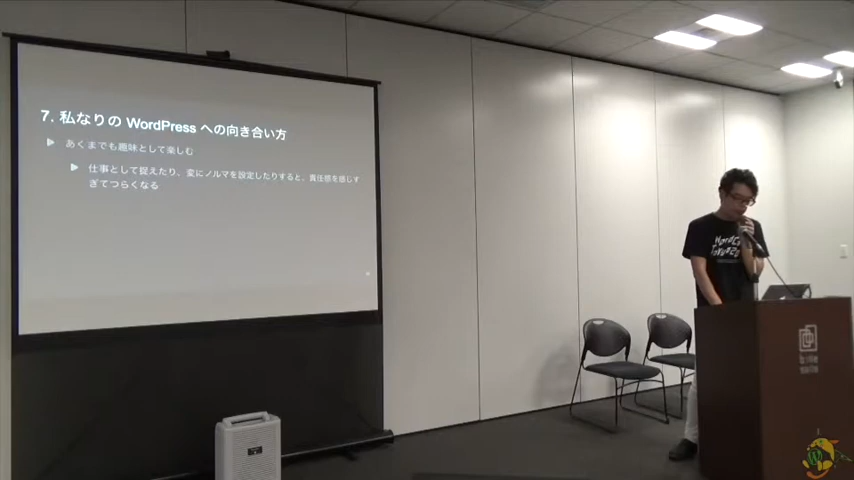 7. 私なりの WordPress への向き合い方
あくまでも趣味として楽しむ
仕事として捉えたり、変にノルマを設定したりすると、責任感を感じす
ぎてつらくなる